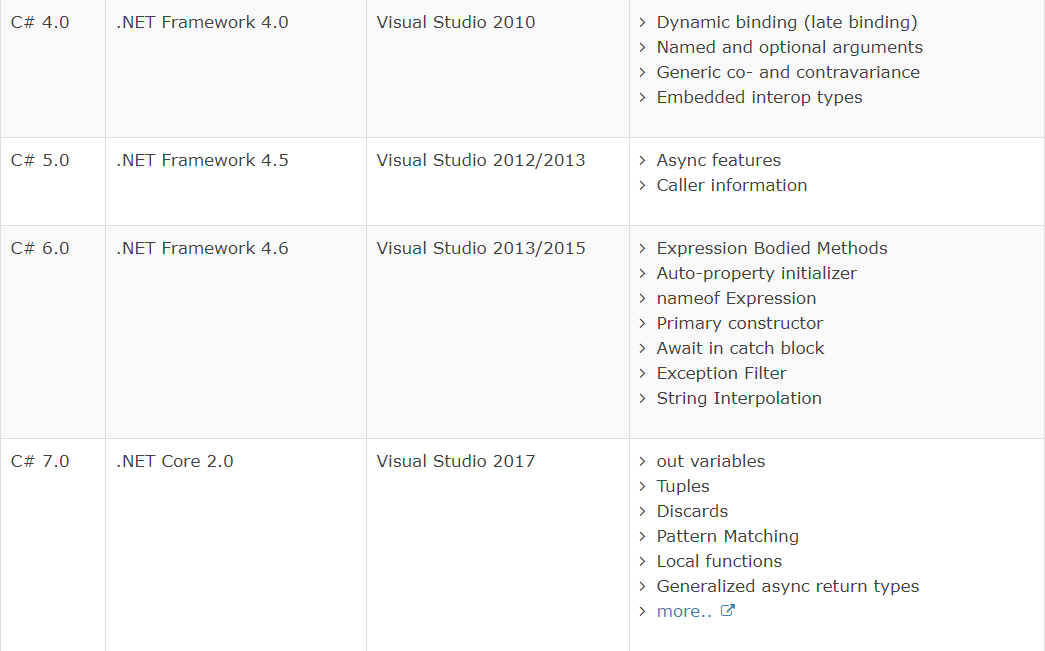 C# 4.0 .NET Framework 4.0 Visual Studio 2010 Dynamic binding (late binding)
Named and optional arguments
Generic co- and contravariance
Embedded interop types
C# 5.0 .NET Framework 4.5 Visual Studio 2012/2013 Async features
Caller information
C# 6.0 .NET Framework 4.6 Visual Studio 2013/2015 Expression Bodied Methods
Auto-property initializer
nameof Expression
Primary constructor
Await in catch block
Exception Filter
String Interpolation
C# 7.0 .NET Core 2.0 Visual Studio 2017 out variables
Tuples
Discards
Pattern Matching
Local functions
Generalized async return types
more..